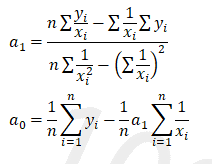 a₁ = (n Σ yᵢ/xᵢ − Σ 1/xᵢ Σ yᵢ) / (n Σ 1/xᵢ² − (Σ 1/xᵢ)²)
a₀ = 1/n Σᵢ₌₁ⁿ yᵢ − 1/n a₁ Σᵢ₌₁ⁿ 1/xᵢ